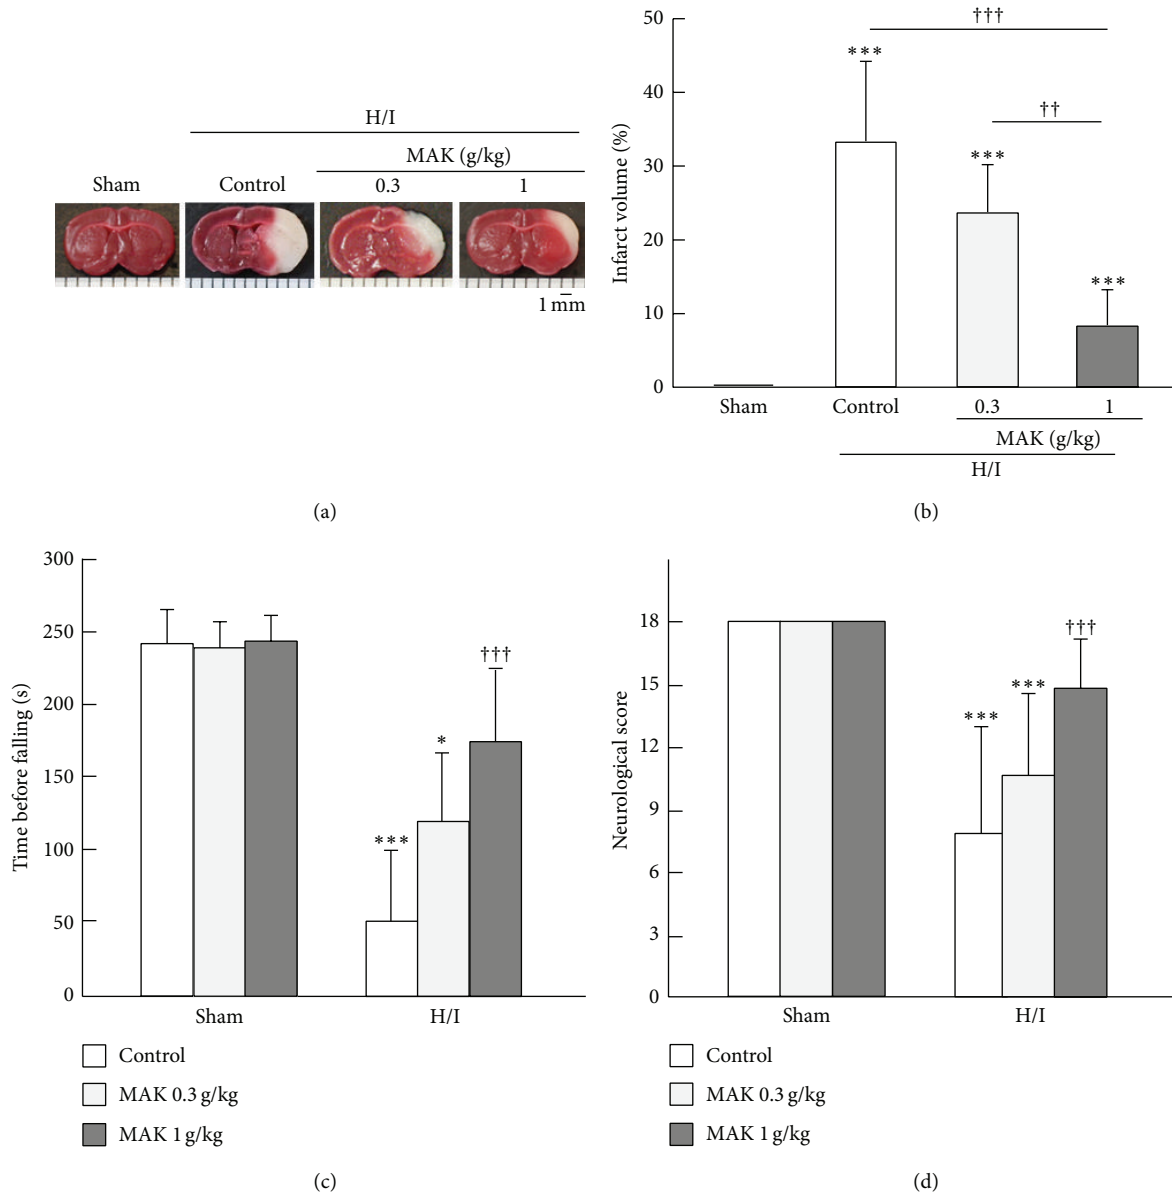 H/I
MAK (g/kg)
Sham Control 0.3 1
1 mm
(a)
Infarct volume (%)
50
40
30
20
10
0
†††
***
††
***
***
Sham Control 0.3 1
MAK (g/kg)
H/I
(b)
Time before falling (s)
300
250
200
150
100
50
0
†††
*
***
Sham H/I
Control
MAK 0.3 g/kg
MAK 1 g/kg
(c)
Neurological score
18
15
12
9
6
3
0
†††
***
***
Sham H/I
Control
MAK 0.3 g/kg
MAK 1 g/kg
(d)